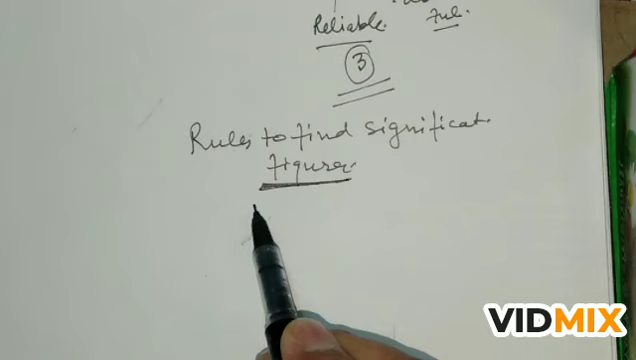 Reliable.
3
Rules to find significat
figures.
VIDMIX